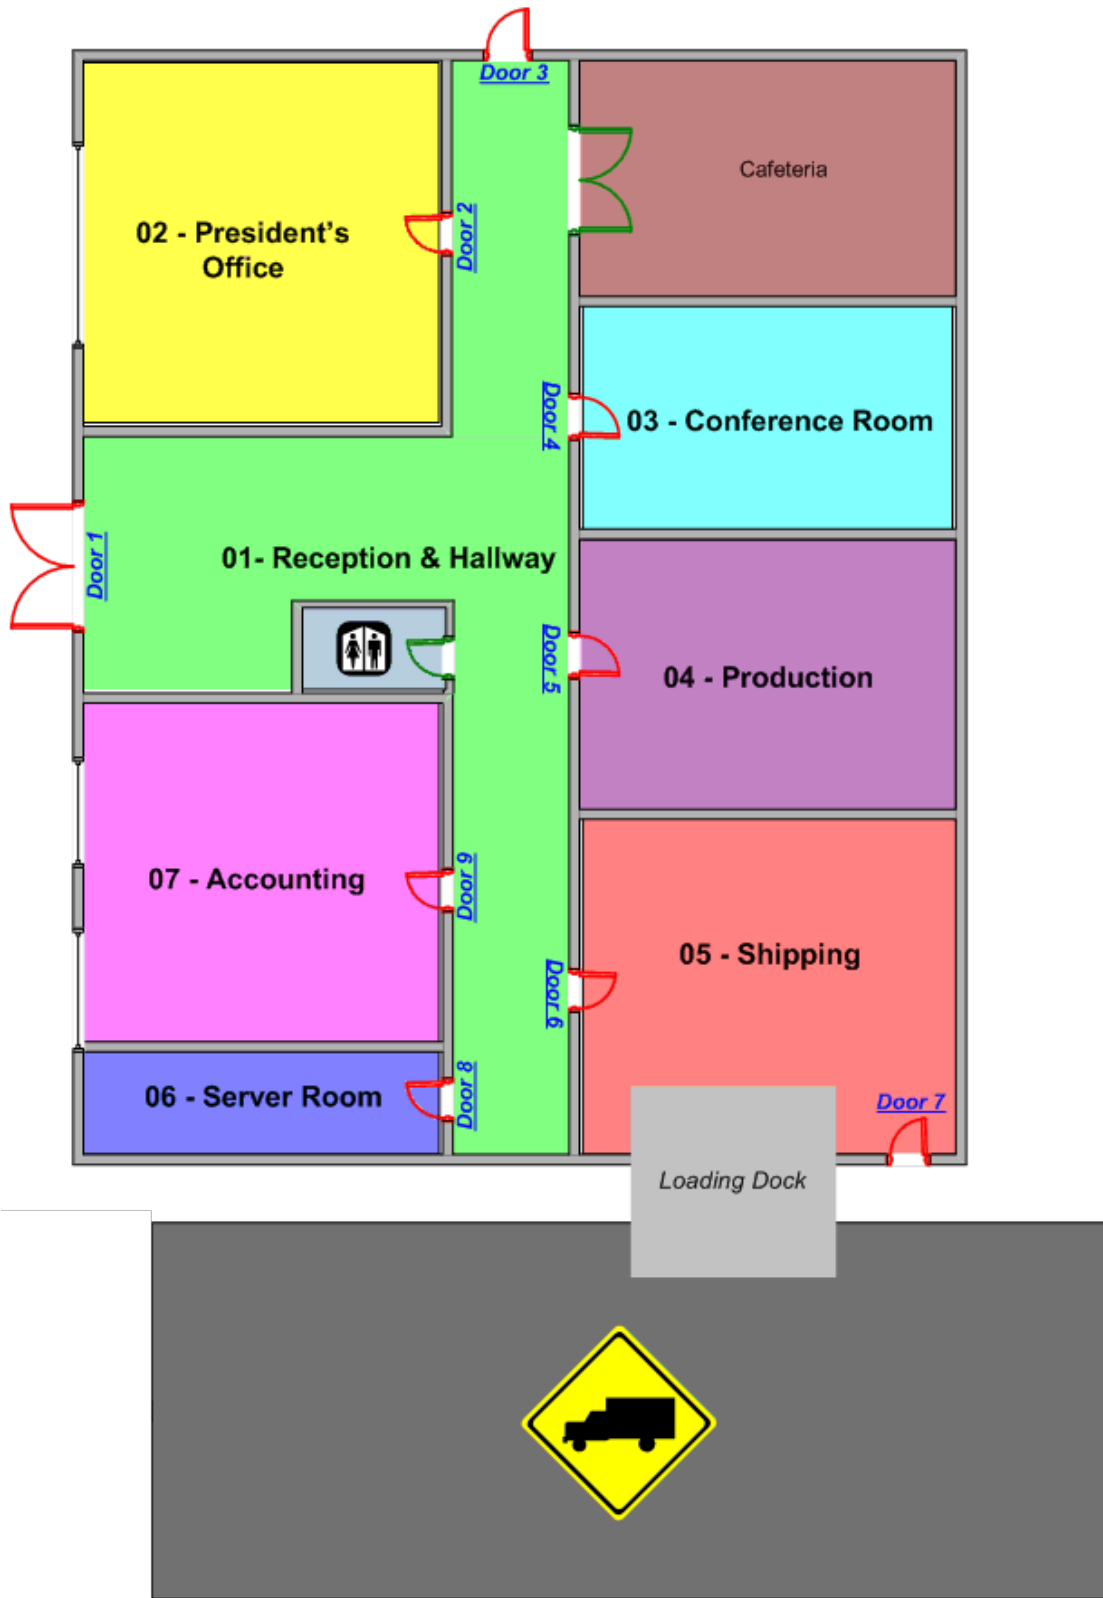 Door 3
Cafeteria
02 - President's
Office
Door 2
Door 4
03 - Conference Room
Door 1
01- Reception & Hallway
Door 5
04 - Production
07 - Accounting
Door 9
05 - Shipping
Door 6
06 - Server Room
Door 8
Door 7
Loading Dock